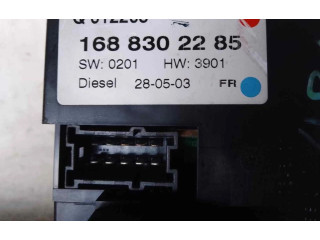 168 830 22 85
SW: 0201 HW: 3901
Diesel 28-05-03 FR